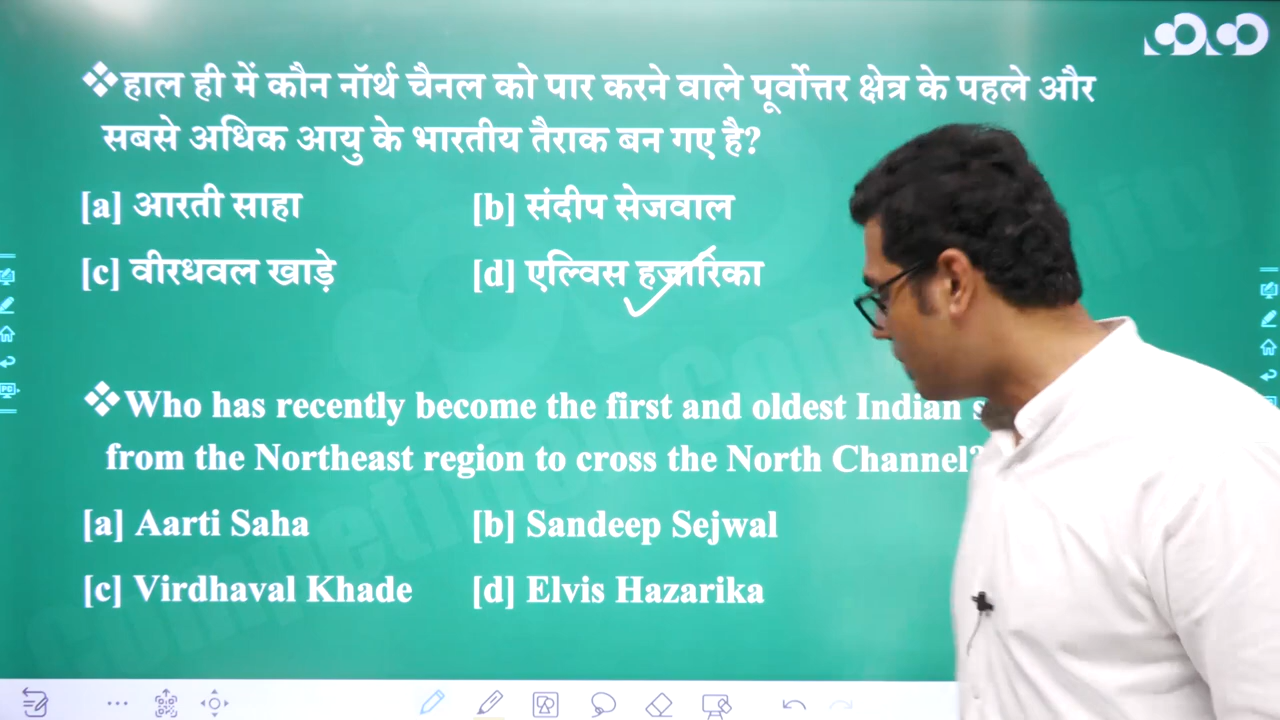 ❖हाल ही में कौन नॉर्थ चैनल को पार करने वाले पूर्वोत्तर क्षेत्र के पहले और
सबसे अधिक आयु के भारतीय तैराक बन गए है?
[a] आरती साहा [b] संदीप सेजवाल
[c] वीरधवल खाड़े [d] एल्विस हजारिका
❖Who has recently become the first and oldest Indian
from the Northeast region to cross the North Channel?
[a] Aarti Saha [b] Sandeep Sejwal
[c] Virdhaval Khade [d] Elvis Hazarika
Competition Community